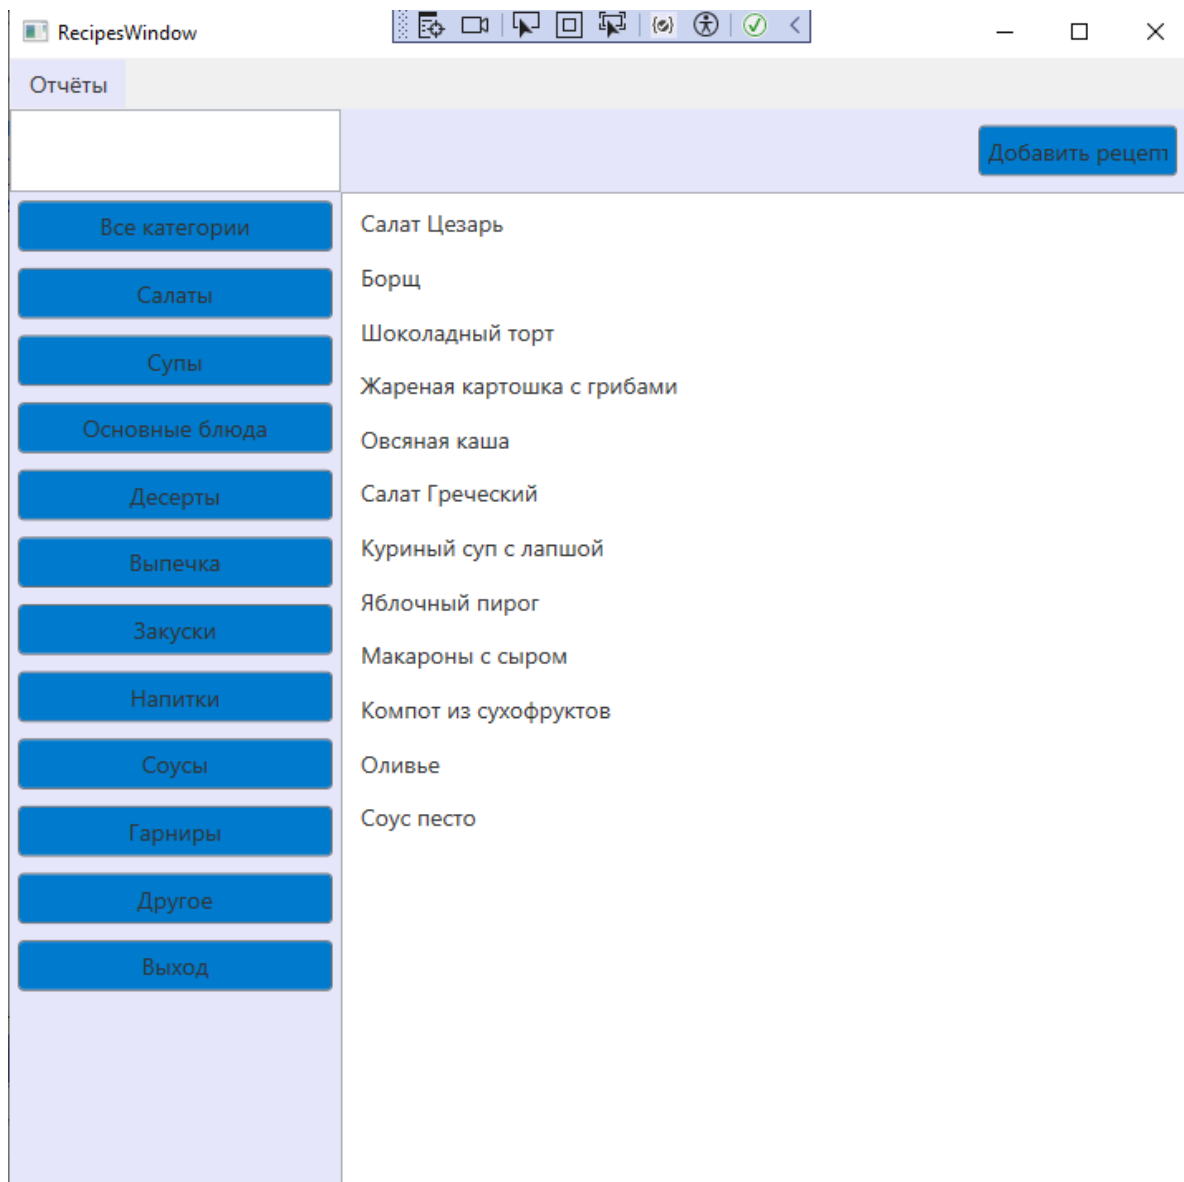 RecipesWindow
Отчёты
Добавить рецепт
Все категории
Салаты
Супы
Основные блюда
Десерты
Выпечка
Закуски
Напитки
Соусы
Гарниры
Другое
Выход
Салат Цезарь
Борщ
Шоколадный торт
Жареная картошка с грибами
Овсяная каша
Салат Греческий
Куриный суп с лапшой
Яблочный пирог
Макароны с сыром
Компот из сухофруктов
Оливье
Соус песто